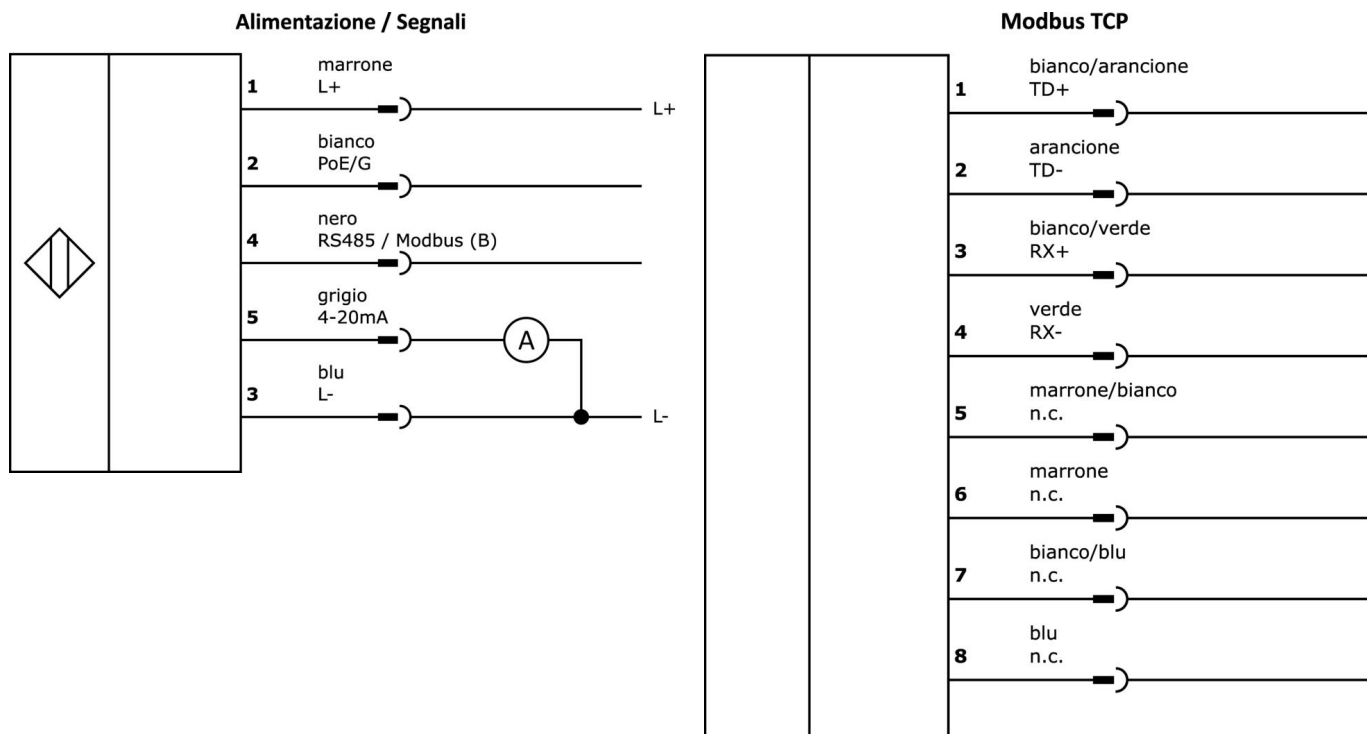 Alimentazione / Segnali
marrone
1 L+
L+
bianco
2 PoE/G
nero
4 RS485 / Modbus (B)
grigio
5 4-20mA
A
blu
3 L-
L-
Modbus TCP
bianco/arancione
1 TD+
arancione
2 TD-
bianco/verde
3 RX+
verde
4 RX-
marrone/bianco
5 n.c.
marrone
6 n.c.
bianco/blu
7 n.c.
blu
8 n.c.